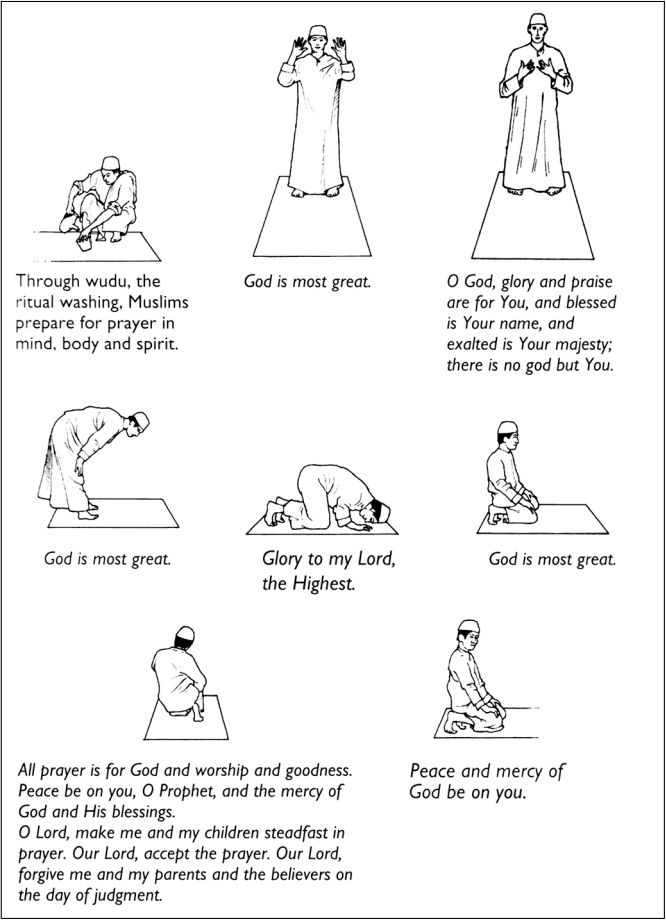 Through wudu, the
ritual washing, Muslims
prepare for prayer in
mind, body and spirit.
God is most great.
O God, glory and praise
are for You, and blessed
is Your name, and
exalted is Your majesty;
there is no god but You.
God is most great.
Glory to my Lord,
the Highest.
God is most great.
All prayer is for God and worship and goodness.
Peace be on you, O Prophet, and the mercy of
God and His blessings.
O Lord, make me and my children steadfast in
prayer. Our Lord, accept the prayer. Our Lord,
forgive me and my parents and the believers on
the day of judgment.
Peace and mercy of
God be on you.